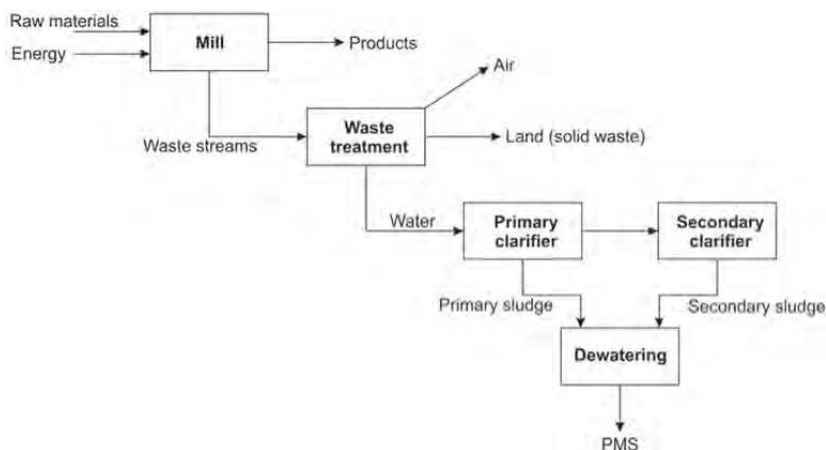 Raw materials
Energy
Mill
Products
Air
Waste streams
Waste
treatment
Land (solid waste)
Water
Primary
clarifier
Secondary
clarifier
Primary sludge
Secondary sludge
Dewatering
PMS